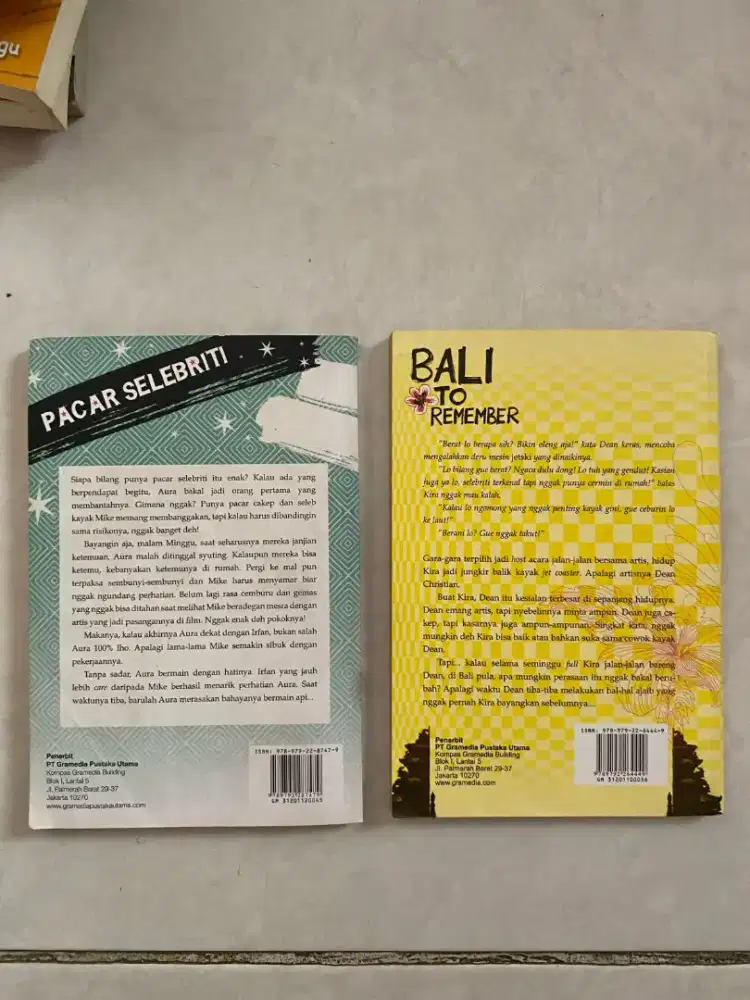 gu
PACAR SELEBRITI
Siapa bilang punya pacar selebriti itu enak? Kalau ada yang
berpendapat begitu, Aura bakal jadi orang pertama yang
membantahnya. Gimana nggak? Punya pacar cakep dan seleb
kayak Mike memang membanggakan, tapi kalau harus dibandingin
sama risikonya, nggak banget deh!
Bayangin aja, malam Minggu, saat seharusnya mereka janjian
ketemuan, Aura malah ditinggal syuting. Kalaupun mereka bisa
ketemu, kebanyakan ketemunya di rumah. Pergi ke mal pun
terpaksa sembunyi-sembunyi dan Mike harus menyamar biar
nggak ngundang perhatian. Belum lagi rasa cemburu dan gemas
yang nggak bisa ditahan saat melihat Mike beradegan mesra dengan
artis yang jadi pasangannya di film. Nggak enak deh pokoknya!
Makanya, kalau akhirnya Aura dekat dengan Irfan, bukan salah
Aura 100% lho. Apalagi lama-lama Mike semakin sibuk dengan
pekerjaannya.
Tanpa sadar, Aura bermain dengan hatinya. Irfan yang jauh
lebih care daripada Mike berhasil menarik perhatian Aura. Saat
waktunya tiba, barulah Aura merasakan bahayanya bermain api...
Penerbit
PT Gramedia Pustaka Utama
Kompas Gramedia Building
Blok I, Lantai 5
Jl. Palmerah Barat 29-37
Jakarta 10270
www.gramediapustakautama.com
ISBN: 978-979-22-8747-9
9789792287479
GM 31201120045
BALI
TO
REMEMBER
"Berat lo berapa sih? Bikin oleng aja!" kata Dean keras, mencoba
mengalahkan deru mesin jetski yang dinaikinya.
"Lo bilang gue berat? Ngaca dulu dong! Lo tuh yang gendut! Kasian
juga ya lo, selebriti terkenal tapi nggak punya cermin di rumah!" balas
Kira nggak mau kalah.
"Kalau lo ngomong yang nggak penting kayak gini, gue ceburin lo
ke laut!"
"Berani lo? Gue nggak takut!"
Gara-gara terpilih jadi host acara jalan-jalan bersama artis, hidup
Kira jadi jungkir balik kayak jet coaster. Apalagi artisnya Dean
Christian.
Buat Kira, Dean itu kesialan terbesar di sepanjang hidupnya.
Dean emang artis, tapi nyebelinnya minta ampun. Dean juga ca-
kep, tapi kasarnya juga ampun-ampunan. Singkat kata, nggak
mungkin deh Kira bisa baik atau bahkan suka sama cowok kayak
Dean.
Tapi... kalau selama seminggu full Kira jalan-jalan bareng
Dean, di Bali pula, apa mungkin perasaan itu nggak bakal beru-
bah? Apalagi waktu Dean tiba-tiba melakukan hal-hal ajaib yang
nggak pernah Kira bayangkan sebelumnya....
Penerbit
PT Gramedia Pustaka Utama
Kompas Gramedia Building
Blok I, Lantai 5
Jl. Palmerah Barat 29-37
Jakarta 10270
www.gramedia.com
ISBN: 978-979-22-6444-9
9789792264449
GM 31201110036